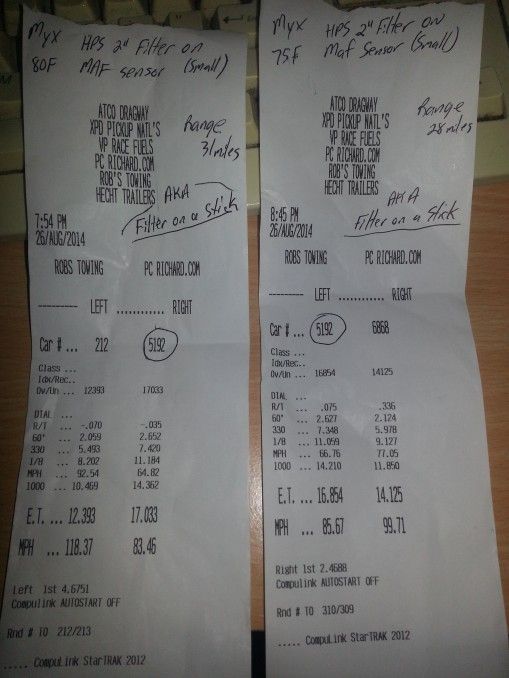 Myx HPS 2" Filter on
80F MAF sensor (small)
ATCO DRAGWAY
XPD PICKUP NATL'S
VP RACE FUELS
PC RICHARD.COM
ROB'S TOWING
HECHT TRAILERS
Range
31 miles
AKA
Filter on a Stick
7:54 PM
26/AUG/2014
ROBS TOWING PC RICHARD.COM
---------- LEFT ............ RIGHT
Car # ... 212 5192
Class ...
Idx/Rec..
Ov/Un ... 12393 17033
DIAL ...
R/T ... -.070 -.035
60' ... 2.059 2.652
330 ... 5.493 7.420
1/8 ... 8.202 11.184
MPH ... 92.54 64.82
1000 ... 10.469 14.362
E.T. ... 12.393 17.033
MPH ... 118.37 83.46
Left 1st 4.6751
Compulink AUTOSTART OFF
Rnd # TO 212/213
..... CompuLink StarTRAK 2012
Myx HPS 2" Filter on
75F Maf Sensor (small)
ATCO DRAGWAY
XPD PICKUP NATL'S
VP RACE FUELS
PC RICHARD.COM
ROB'S TOWING
HECHT TRAILERS
Range
28 miles
AKA
Filter on a Stick
8:45 PM
26/AUG/2014
ROBS TOWING PC RICHARD.COM
---------- LEFT ............ RIGHT
Car # ... 5192 6868
Class ...
Idx/Rec..
Ov/Un ... 16854 14125
DIAL ...
R/T ... .075 .336
60' ... 2.627 2.124
330 ... 7.348 5.978
1/8 ... 11.059 9.127
MPH ... 66.76 77.05
1000 ... 14.210 11.850
E.T. ... 16.854 14.125
MPH ... 85.67 99.71
Right 1st 2.4688
Compulink AUTOSTART OFF
Rnd # TO 310/309
..... CompuLink StarTRAK 2012